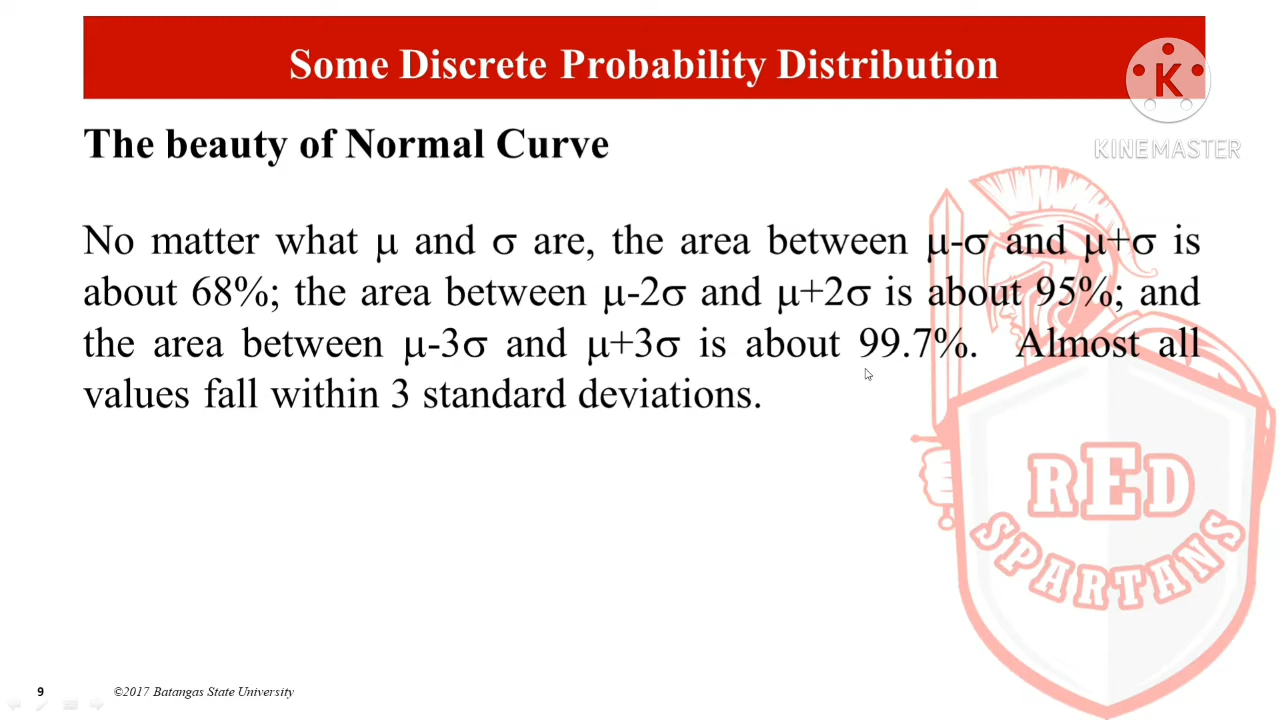 Some Discrete Probability Distribution
K
KINEMASTER
The beauty of Normal Curve
No matter what μ and σ are, the area between μ-σ and μ+σ is
about 68%; the area between μ-2σ and μ+2σ is about 95%; and
the area between μ-3σ and μ+3σ is about 99.7%. Almost all
values fall within 3 standard deviations.
RED
SPARTANS
9
©2017 Batangas State University